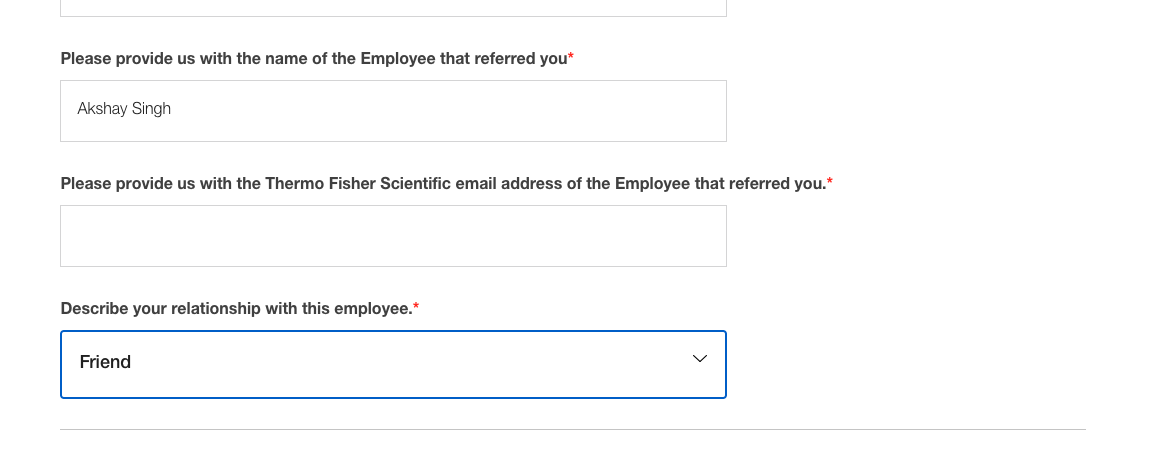 Please provide us with the name of the Employee that referred you*
Akshay Singh
Please provide us with the Thermo Fisher Scientific email address of the Employee that referred you.*
Describe your relationship with this employee.*
Friend